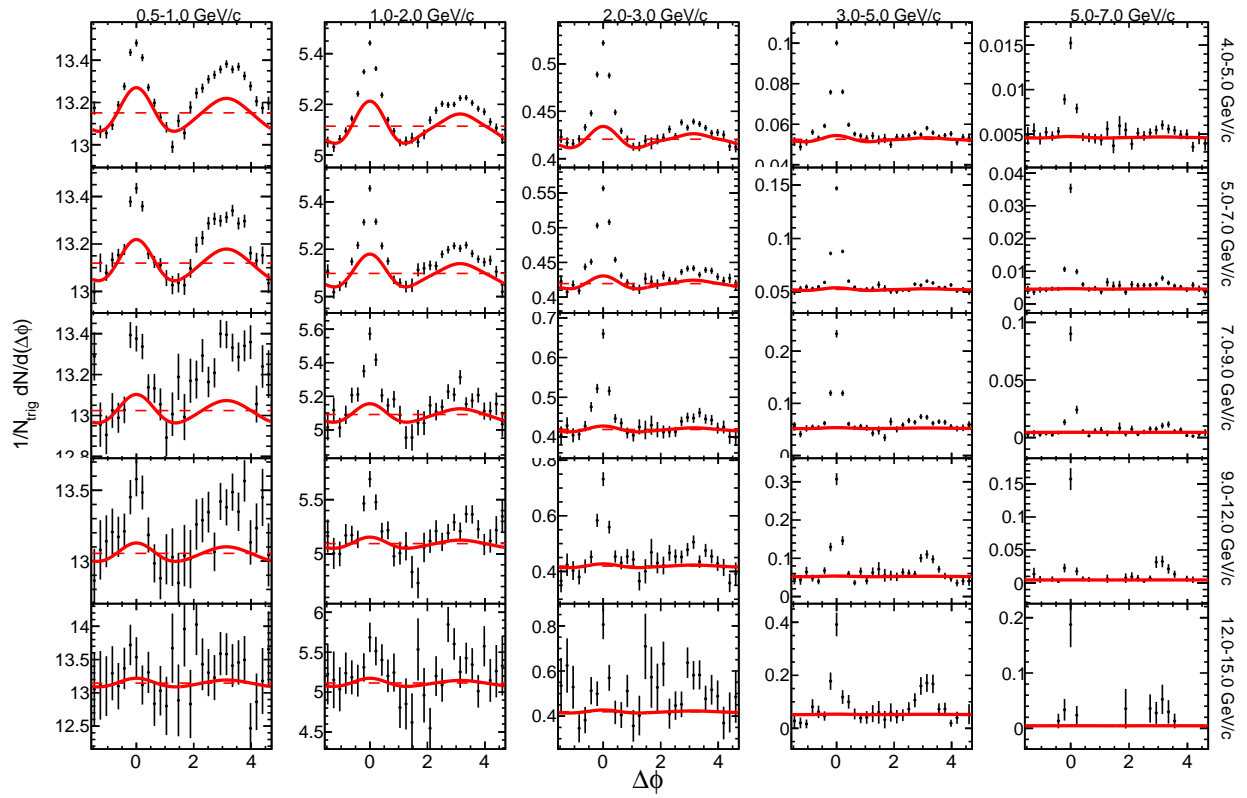 0.5-1.0 GeV/c 1.0-2.0 GeV/c 2.0-3.0 GeV/c 3.0-5.0 GeV/c 5.0-7.0 GeV/c
13.4 13.2 13
5.4 5.2 5
0.5 0.45 0.4
0.1 0.08 0.06 0.04
0.015 0.01 0.005
4.0-5.0 GeV/c
13.4 13.2 13
5.4 5.2 5
0.55 0.5 0.45 0.4
0.15 0.1 0.05
0.04 0.02 0
5.0-7.0 GeV/c
1/N_trig dN/d(Δϕ)
13.4 13.2 13 12.8
5.6 5.4 5.2 5
0.7 0.6 0.5 0.4
0.2 0.1 0
0.1 0.05 0
7.0-9.0 GeV/c
13.5 13
5.5 5
0.8 0.6 0.4
0.3 0.2 0.1 0
0.15 0.1 0.05 0
9.0-12.0 GeV/c
14 13.5 13 12.5
6 5.5 5 4.5
0.8 0.6 0.4
0.4 0.2 0
0.2 0.1 0
12.0-15.0 GeV/c
0 2 4 0 2 4 0 2 4 0 2 4 0 2 4
Δϕ